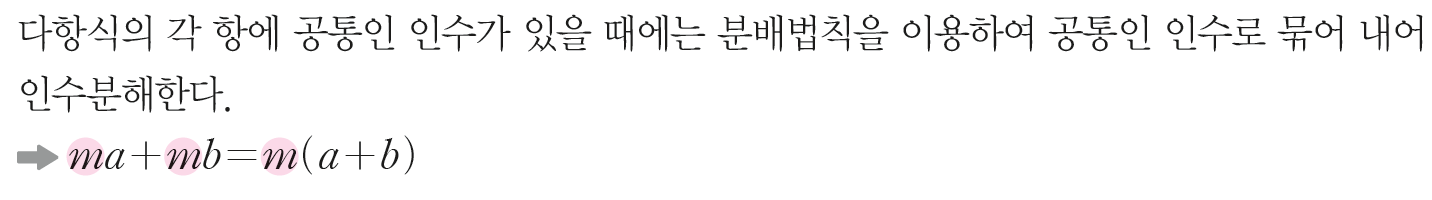 다항식의 각 항에 공통인 인수가 있을 때에는 분배법칙을 이용하여 공통인 인수로 묶어 내어
인수분해한다.
➡ ma+mb=m(a+b)